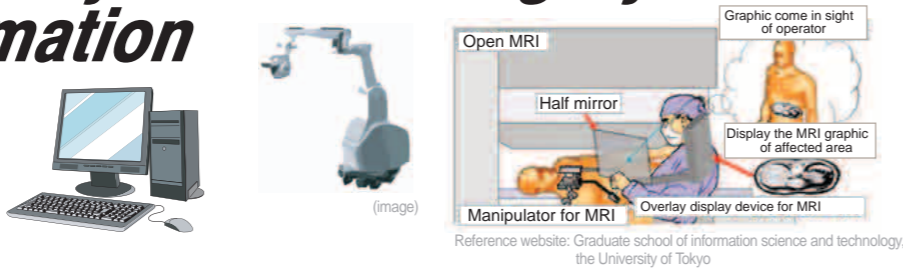 mation
Graphic come in sight
of operator
Open MRI
Half mirror
Display the MRI graphic
of affected area
(image)
Manipulator for MRI
Overlay display device for MRI
Reference website: Graduate school of information science and technology,
the University of Tokyo